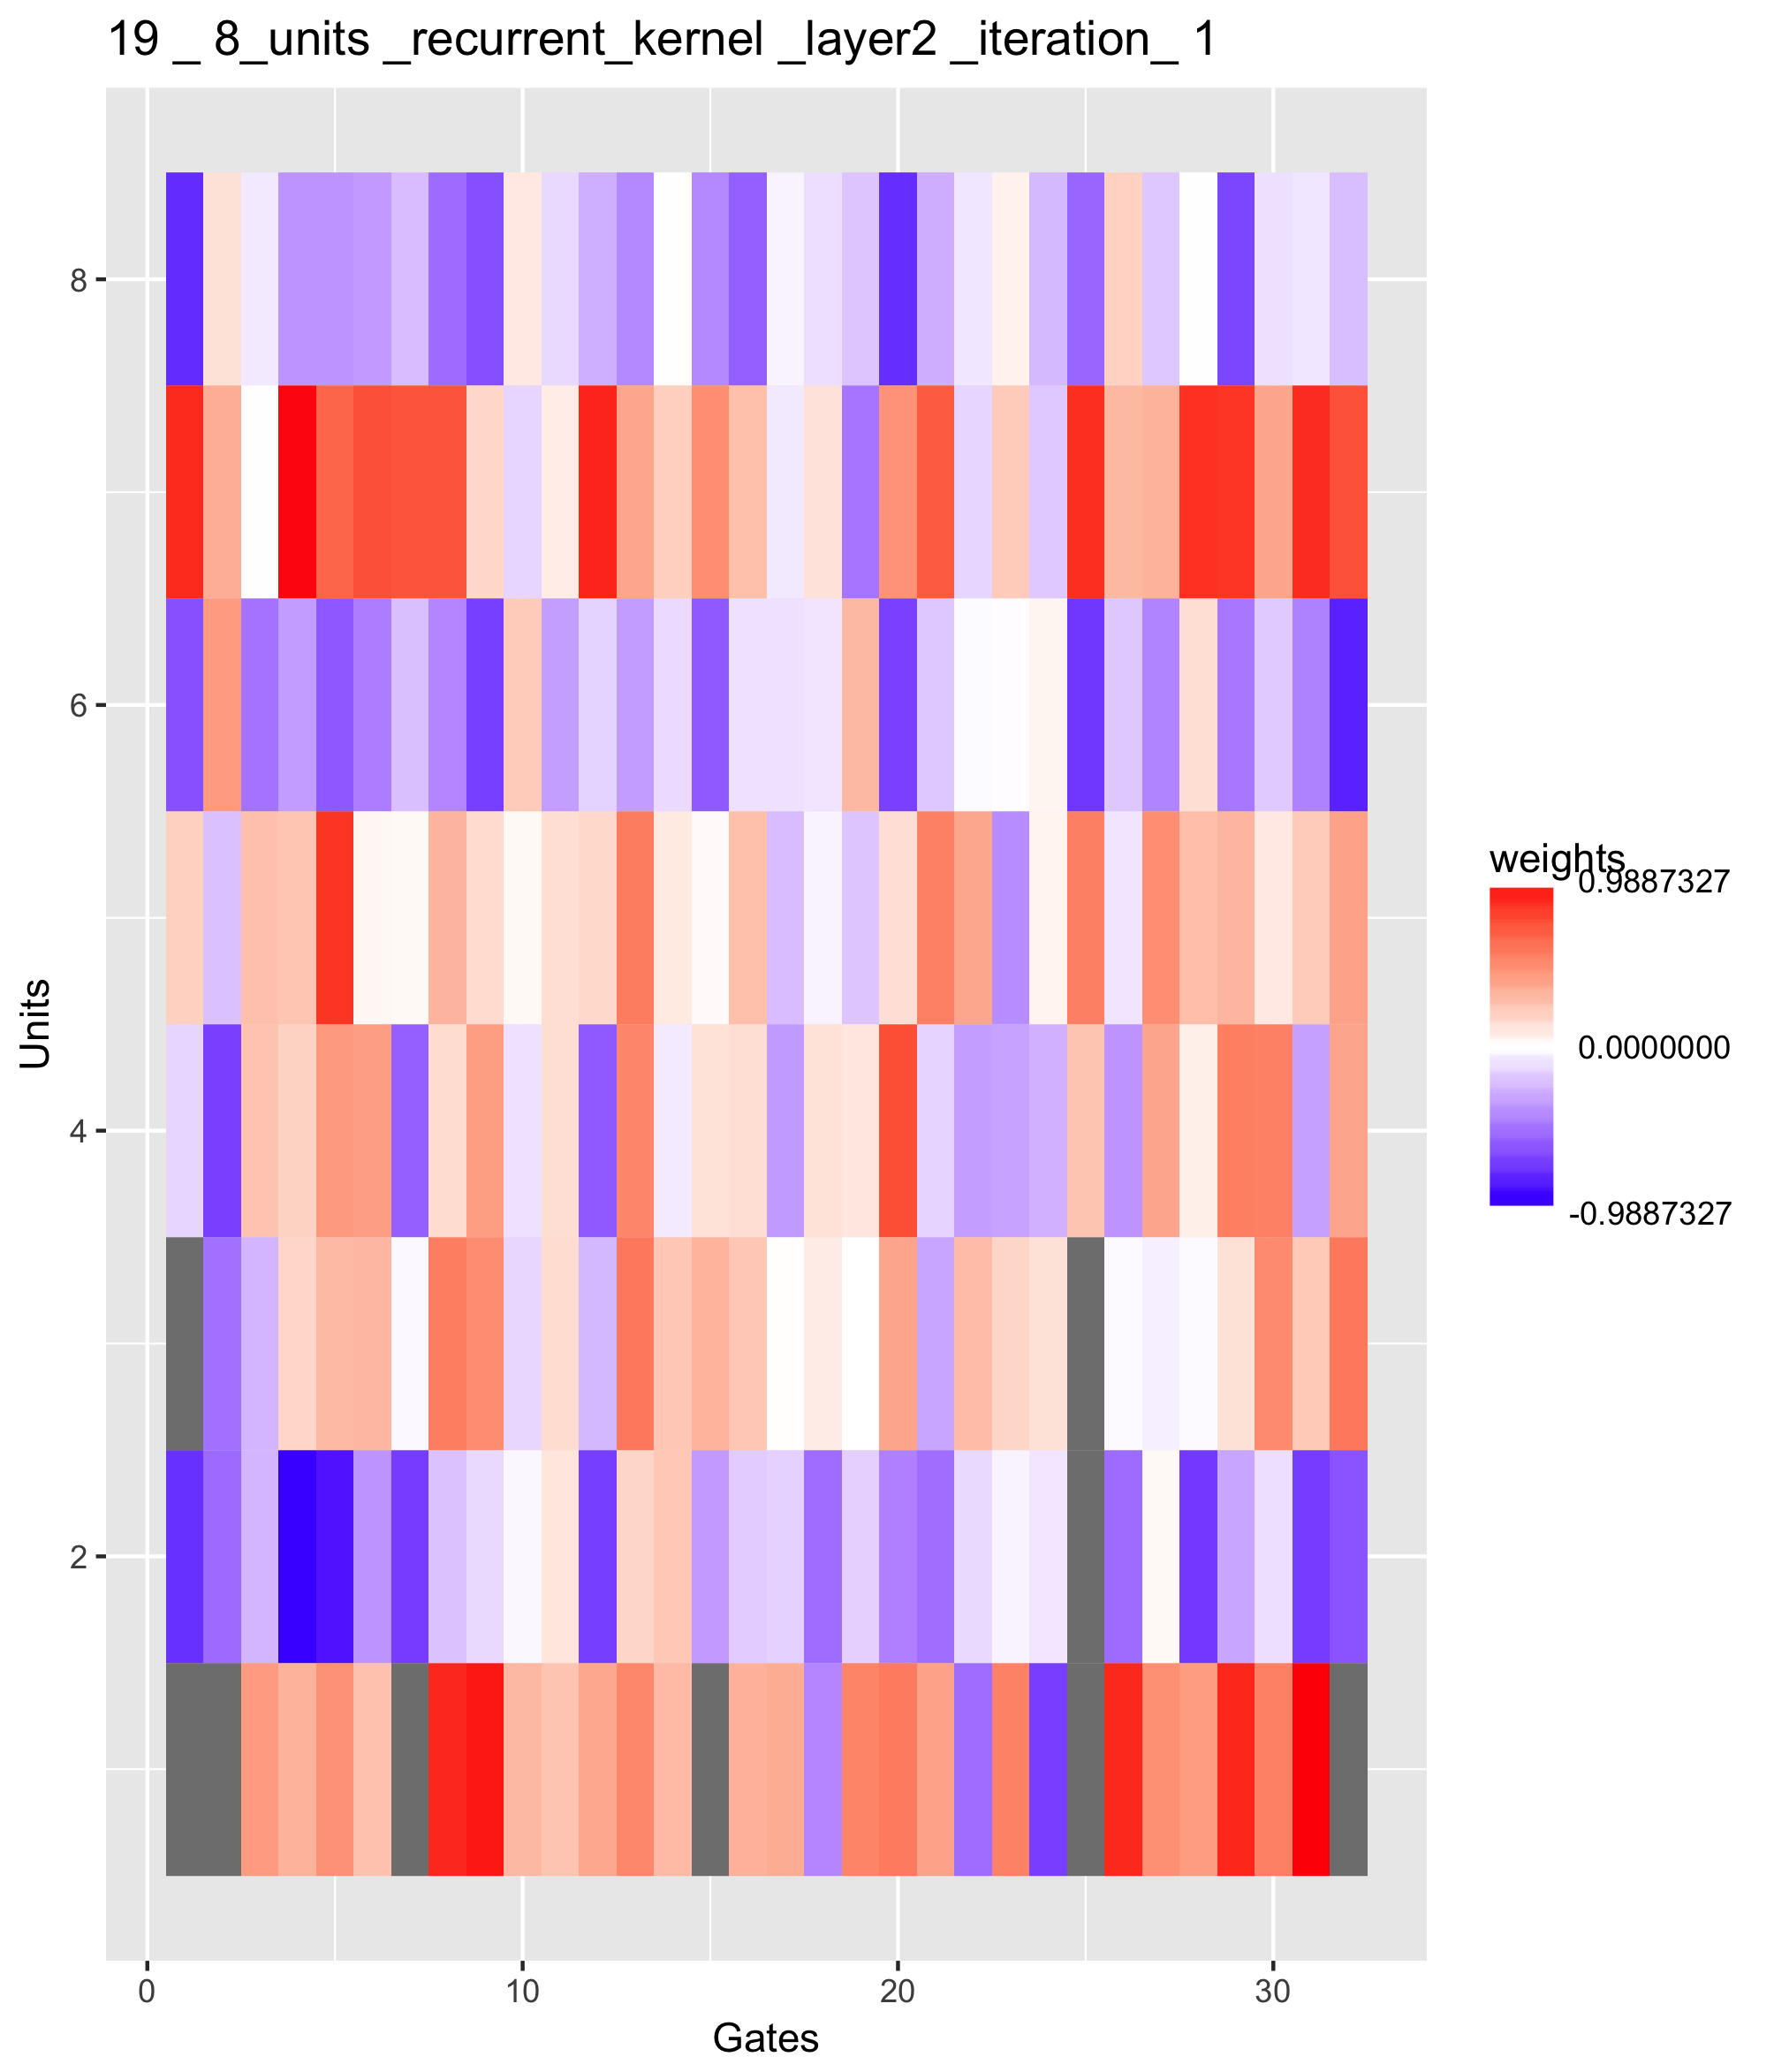 19 _ 8_units _recurrent_kernel _layer2 _iteration_ 1
8
6
4
2
Units
0 10 20 30
Gates
weights
0.9887327
0.0000000
-0.9887327